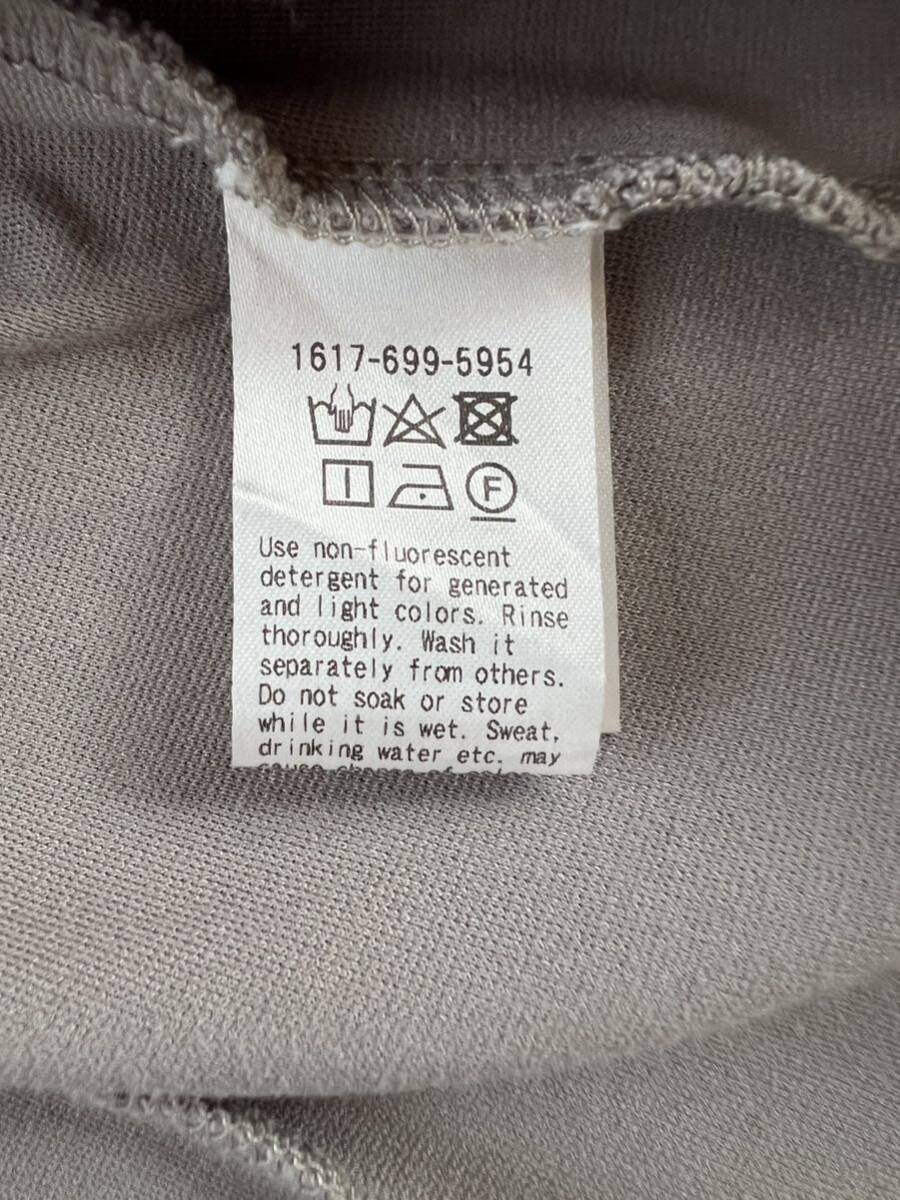 1617-699-5954
F
Use non-fluorescent
detergent for generated
and light colors. Rinse
thoroughly. Wash it
separately from others.
Do not soak or store
while it is wet. Sweat,
drinking water etc. may